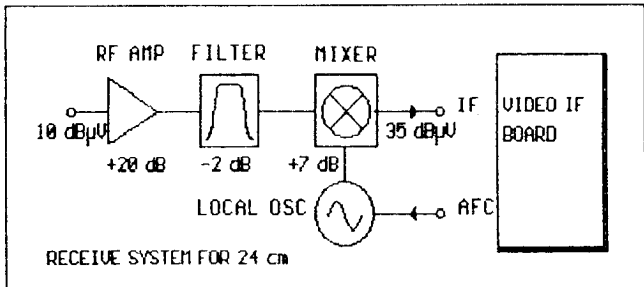 RF AMP FILTER MIXER
10 dBµV
+20 dB -2 dB +7 dB
35 dBµV
IF
VIDEO IF
BOARD
LOCAL OSC
AFC
RECEIVE SYSTEM FOR 24 cm